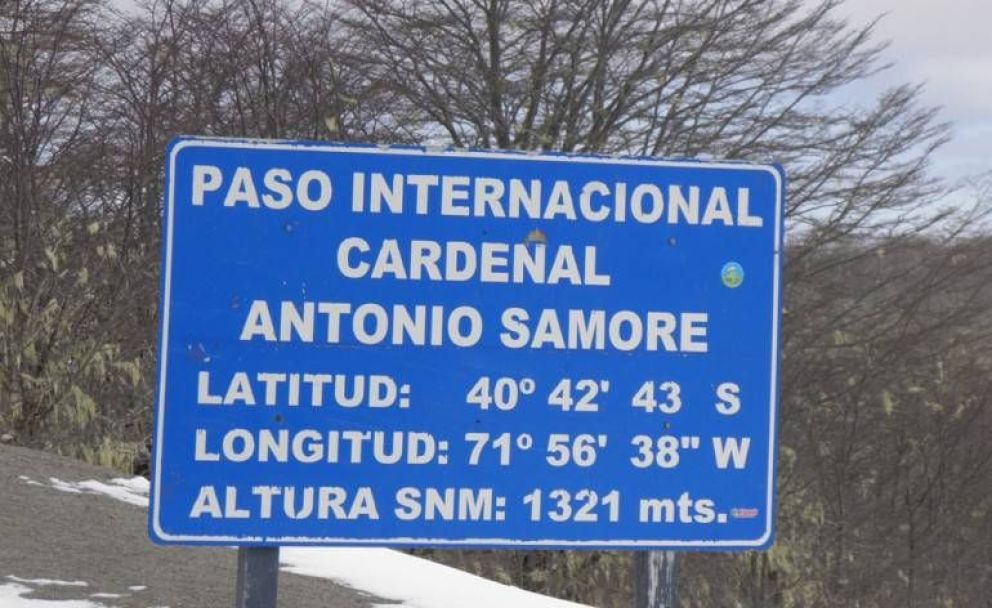 PASO INTERNACIONAL
CARDENAL
ANTONIO SAMORE
LATITUD: 40º 42' 43 S
LONGITUD: 71º 56' 38" W
ALTURA SNM: 1321 mts.